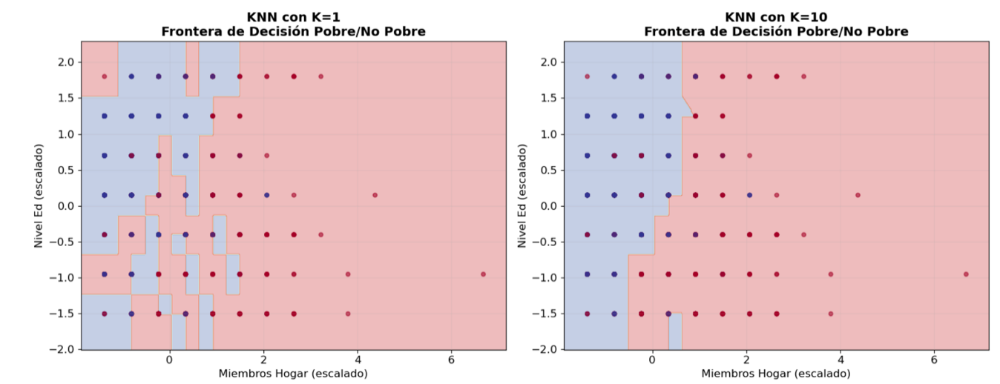 KNN con K=1
Frontera de Decisión Pobre/No Pobre
2.0
1.5
1.0
0.5
0.0
−0.5
−1.0
−1.5
−2.0
Nivel Ed (escalado)
0 2 4 6
Miembros Hogar (escalado)
KNN con K=10
Frontera de Decisión Pobre/No Pobre
2.0
1.5
1.0
0.5
0.0
−0.5
−1.0
−1.5
−2.0
Nivel Ed (escalado)
0 2 4 6
Miembros Hogar (escalado)